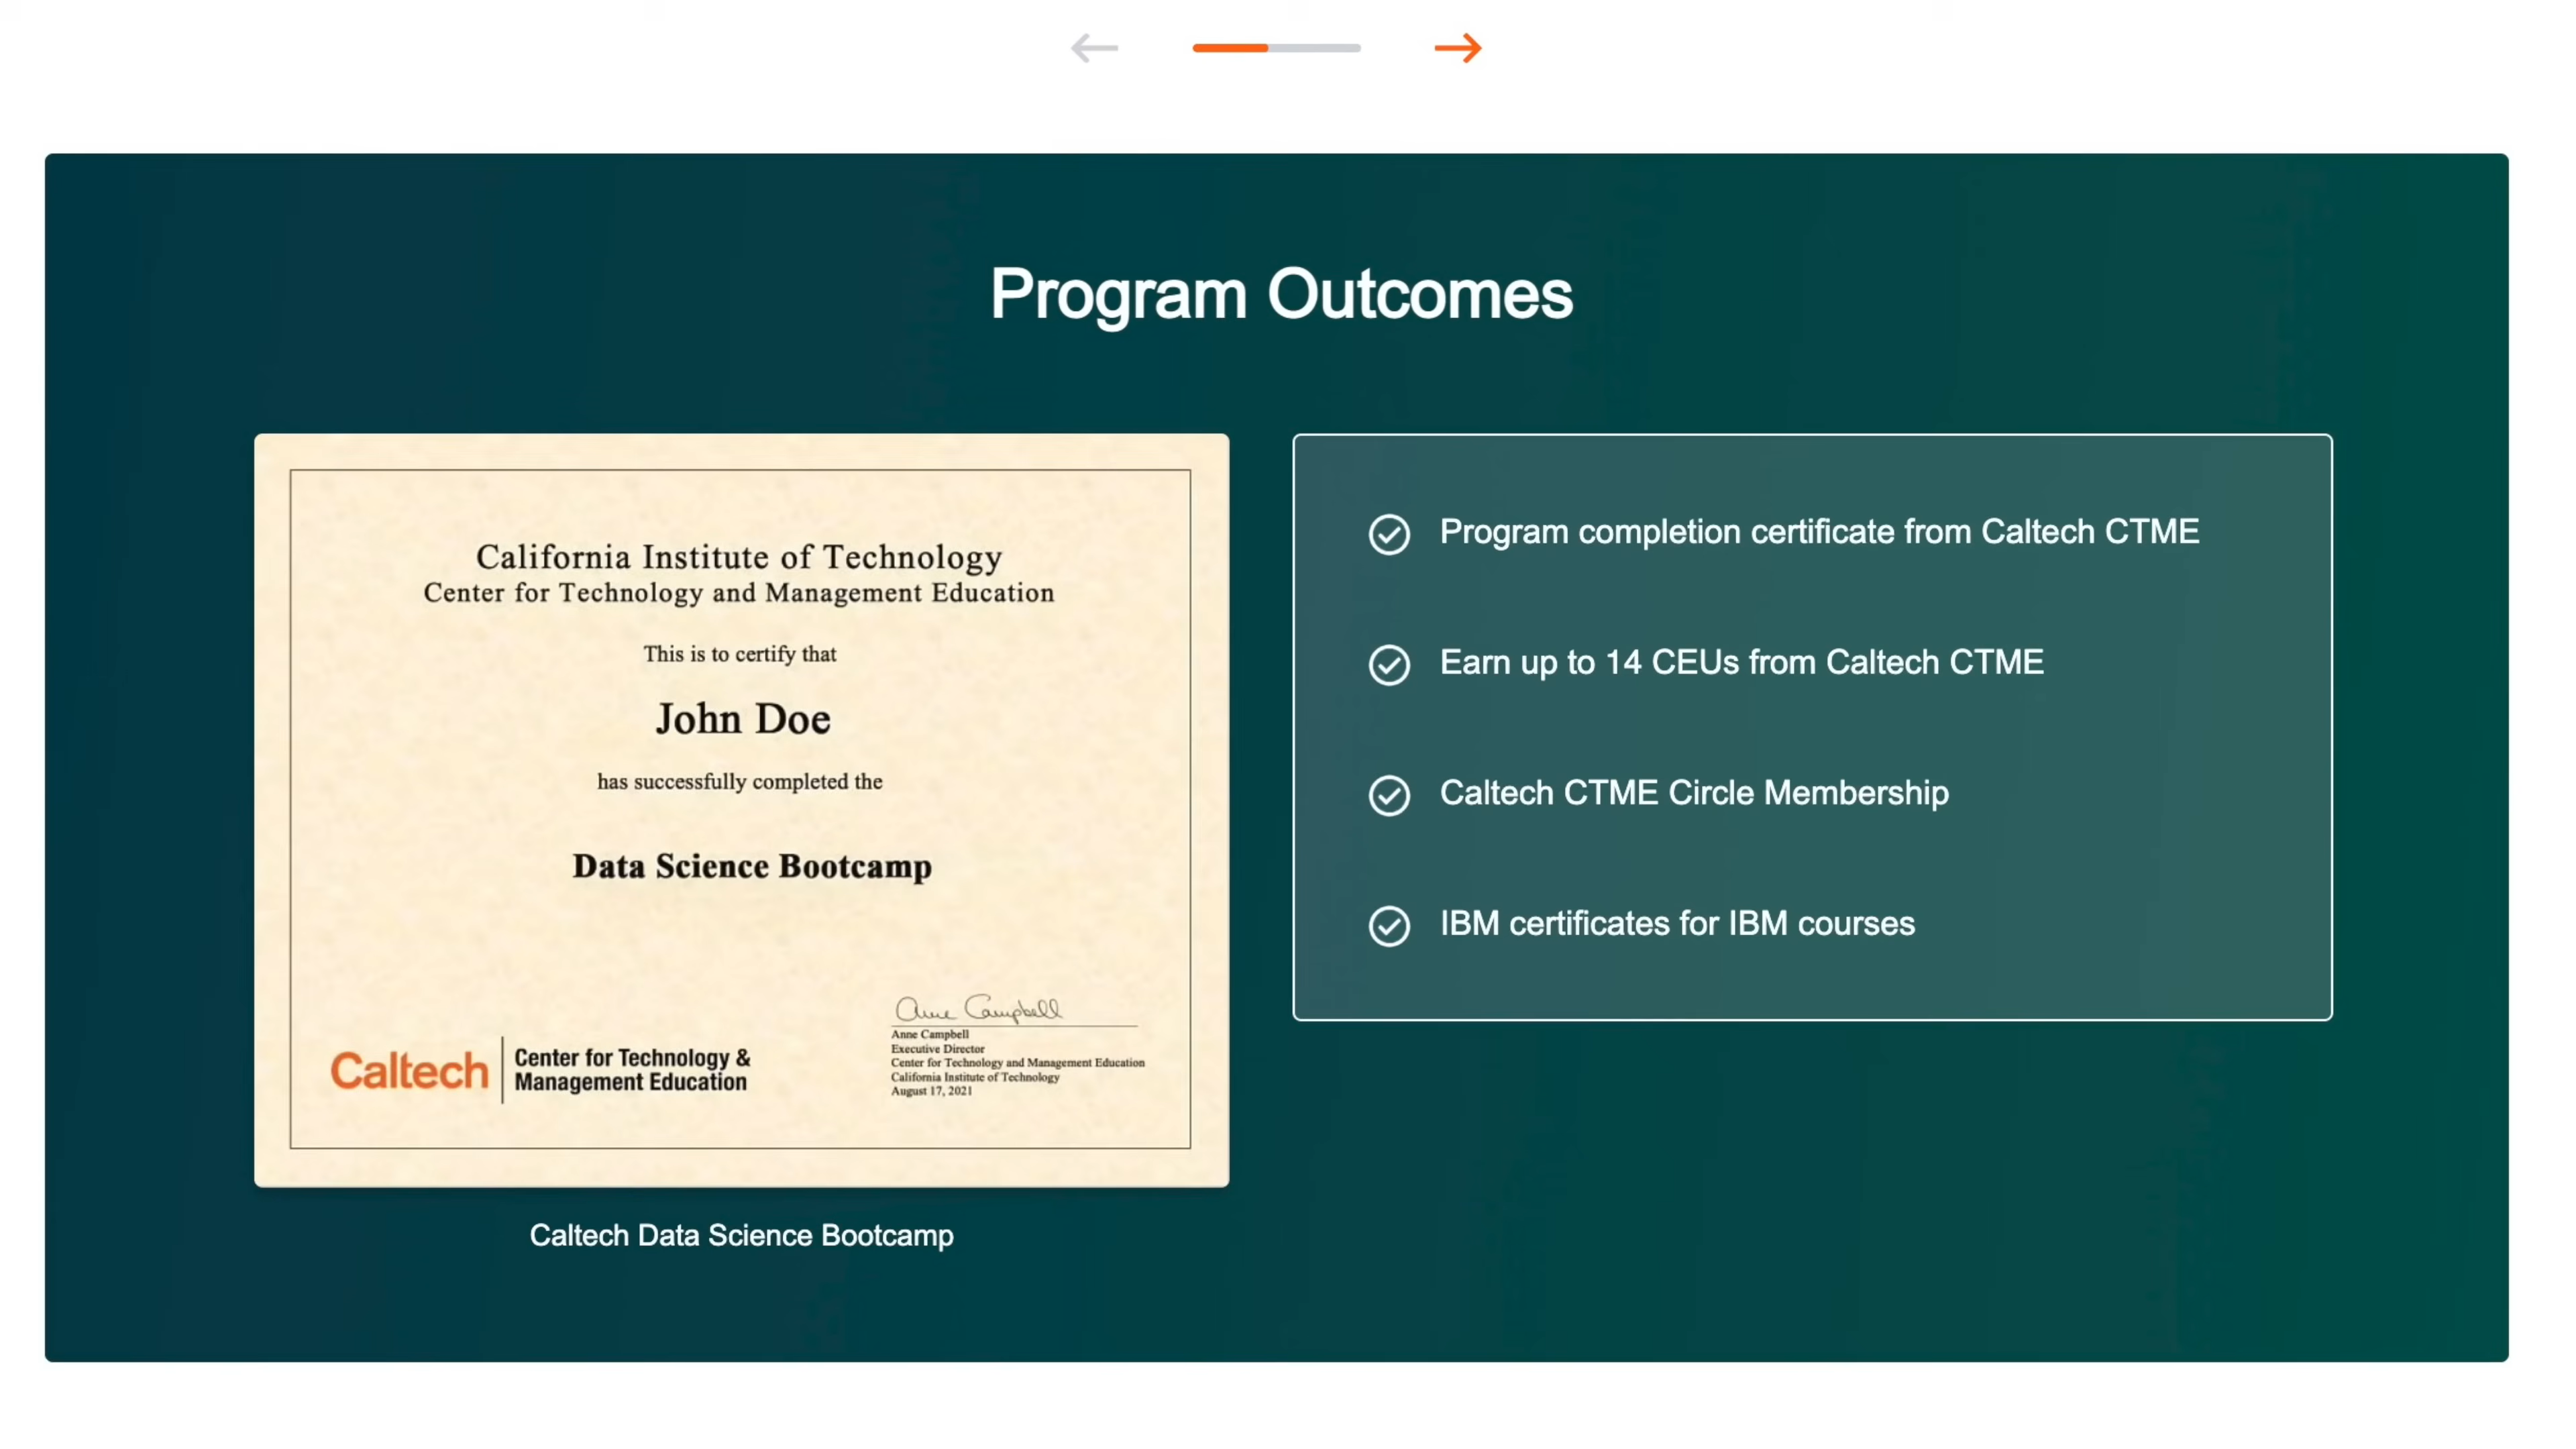 Program Outcomes
California Institute of Technology
Center for Technology and Management Education
This is to certify that
John Doe
has successfully completed the
Data Science Bootcamp
Caltech
Center for Technology &
Management Education
Anne Campbell
Anne Campbell
Executive Director
Center for Technology and Management Education
California Institute of Technology
August 17, 2021
Caltech Data Science Bootcamp
Program completion certificate from Caltech CTME
Earn up to 14 CEUs from Caltech CTME
Caltech CTME Circle Membership
IBM certificates for IBM courses